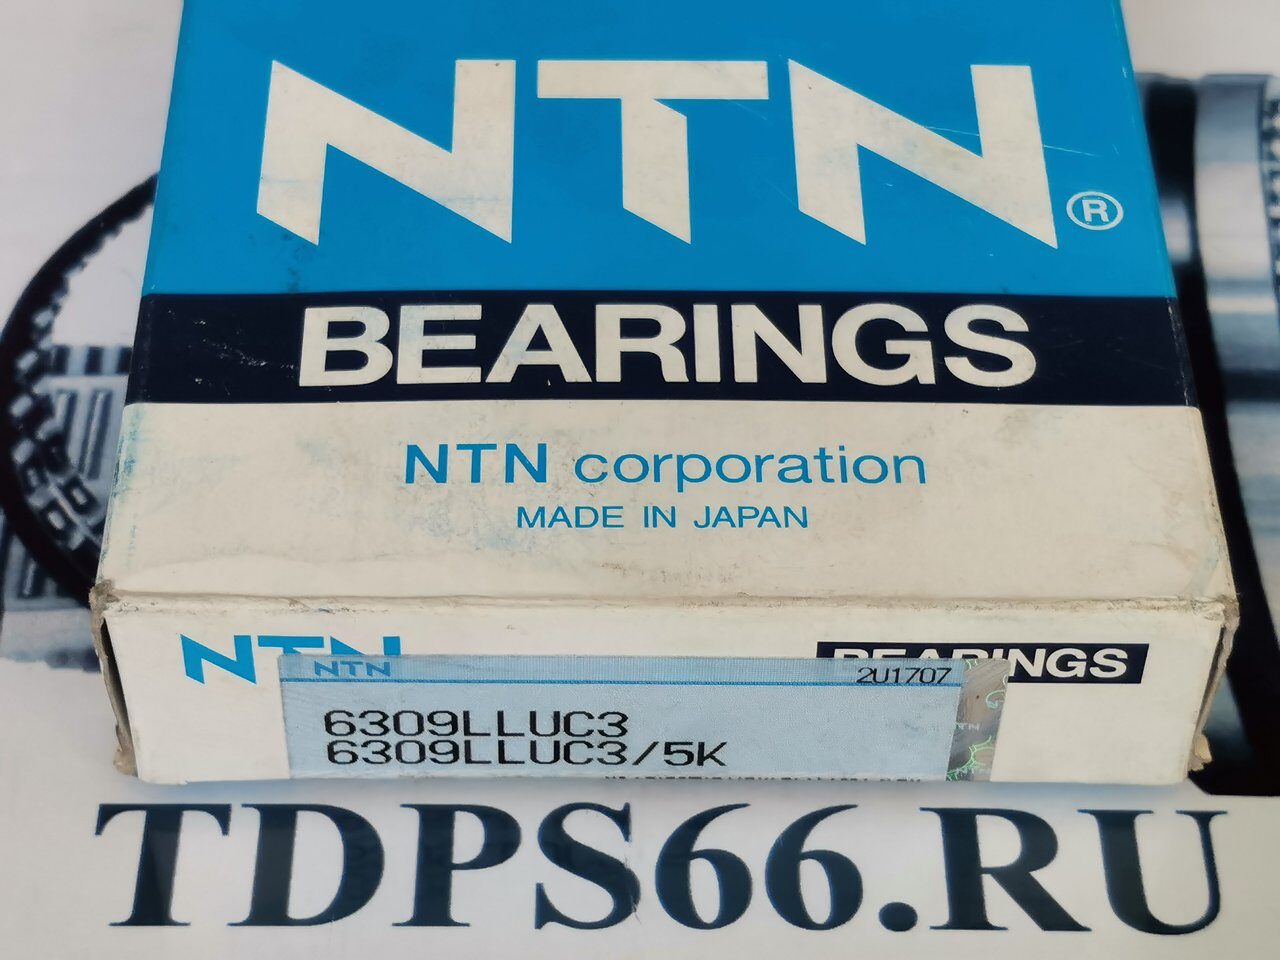 NTN®
BEARINGS
NTN corporation
MADE IN JAPAN
NTN BEARINGS
NTN 2U1707
6309LLUC3
6309LLUC3/5K
TDPS66.RU